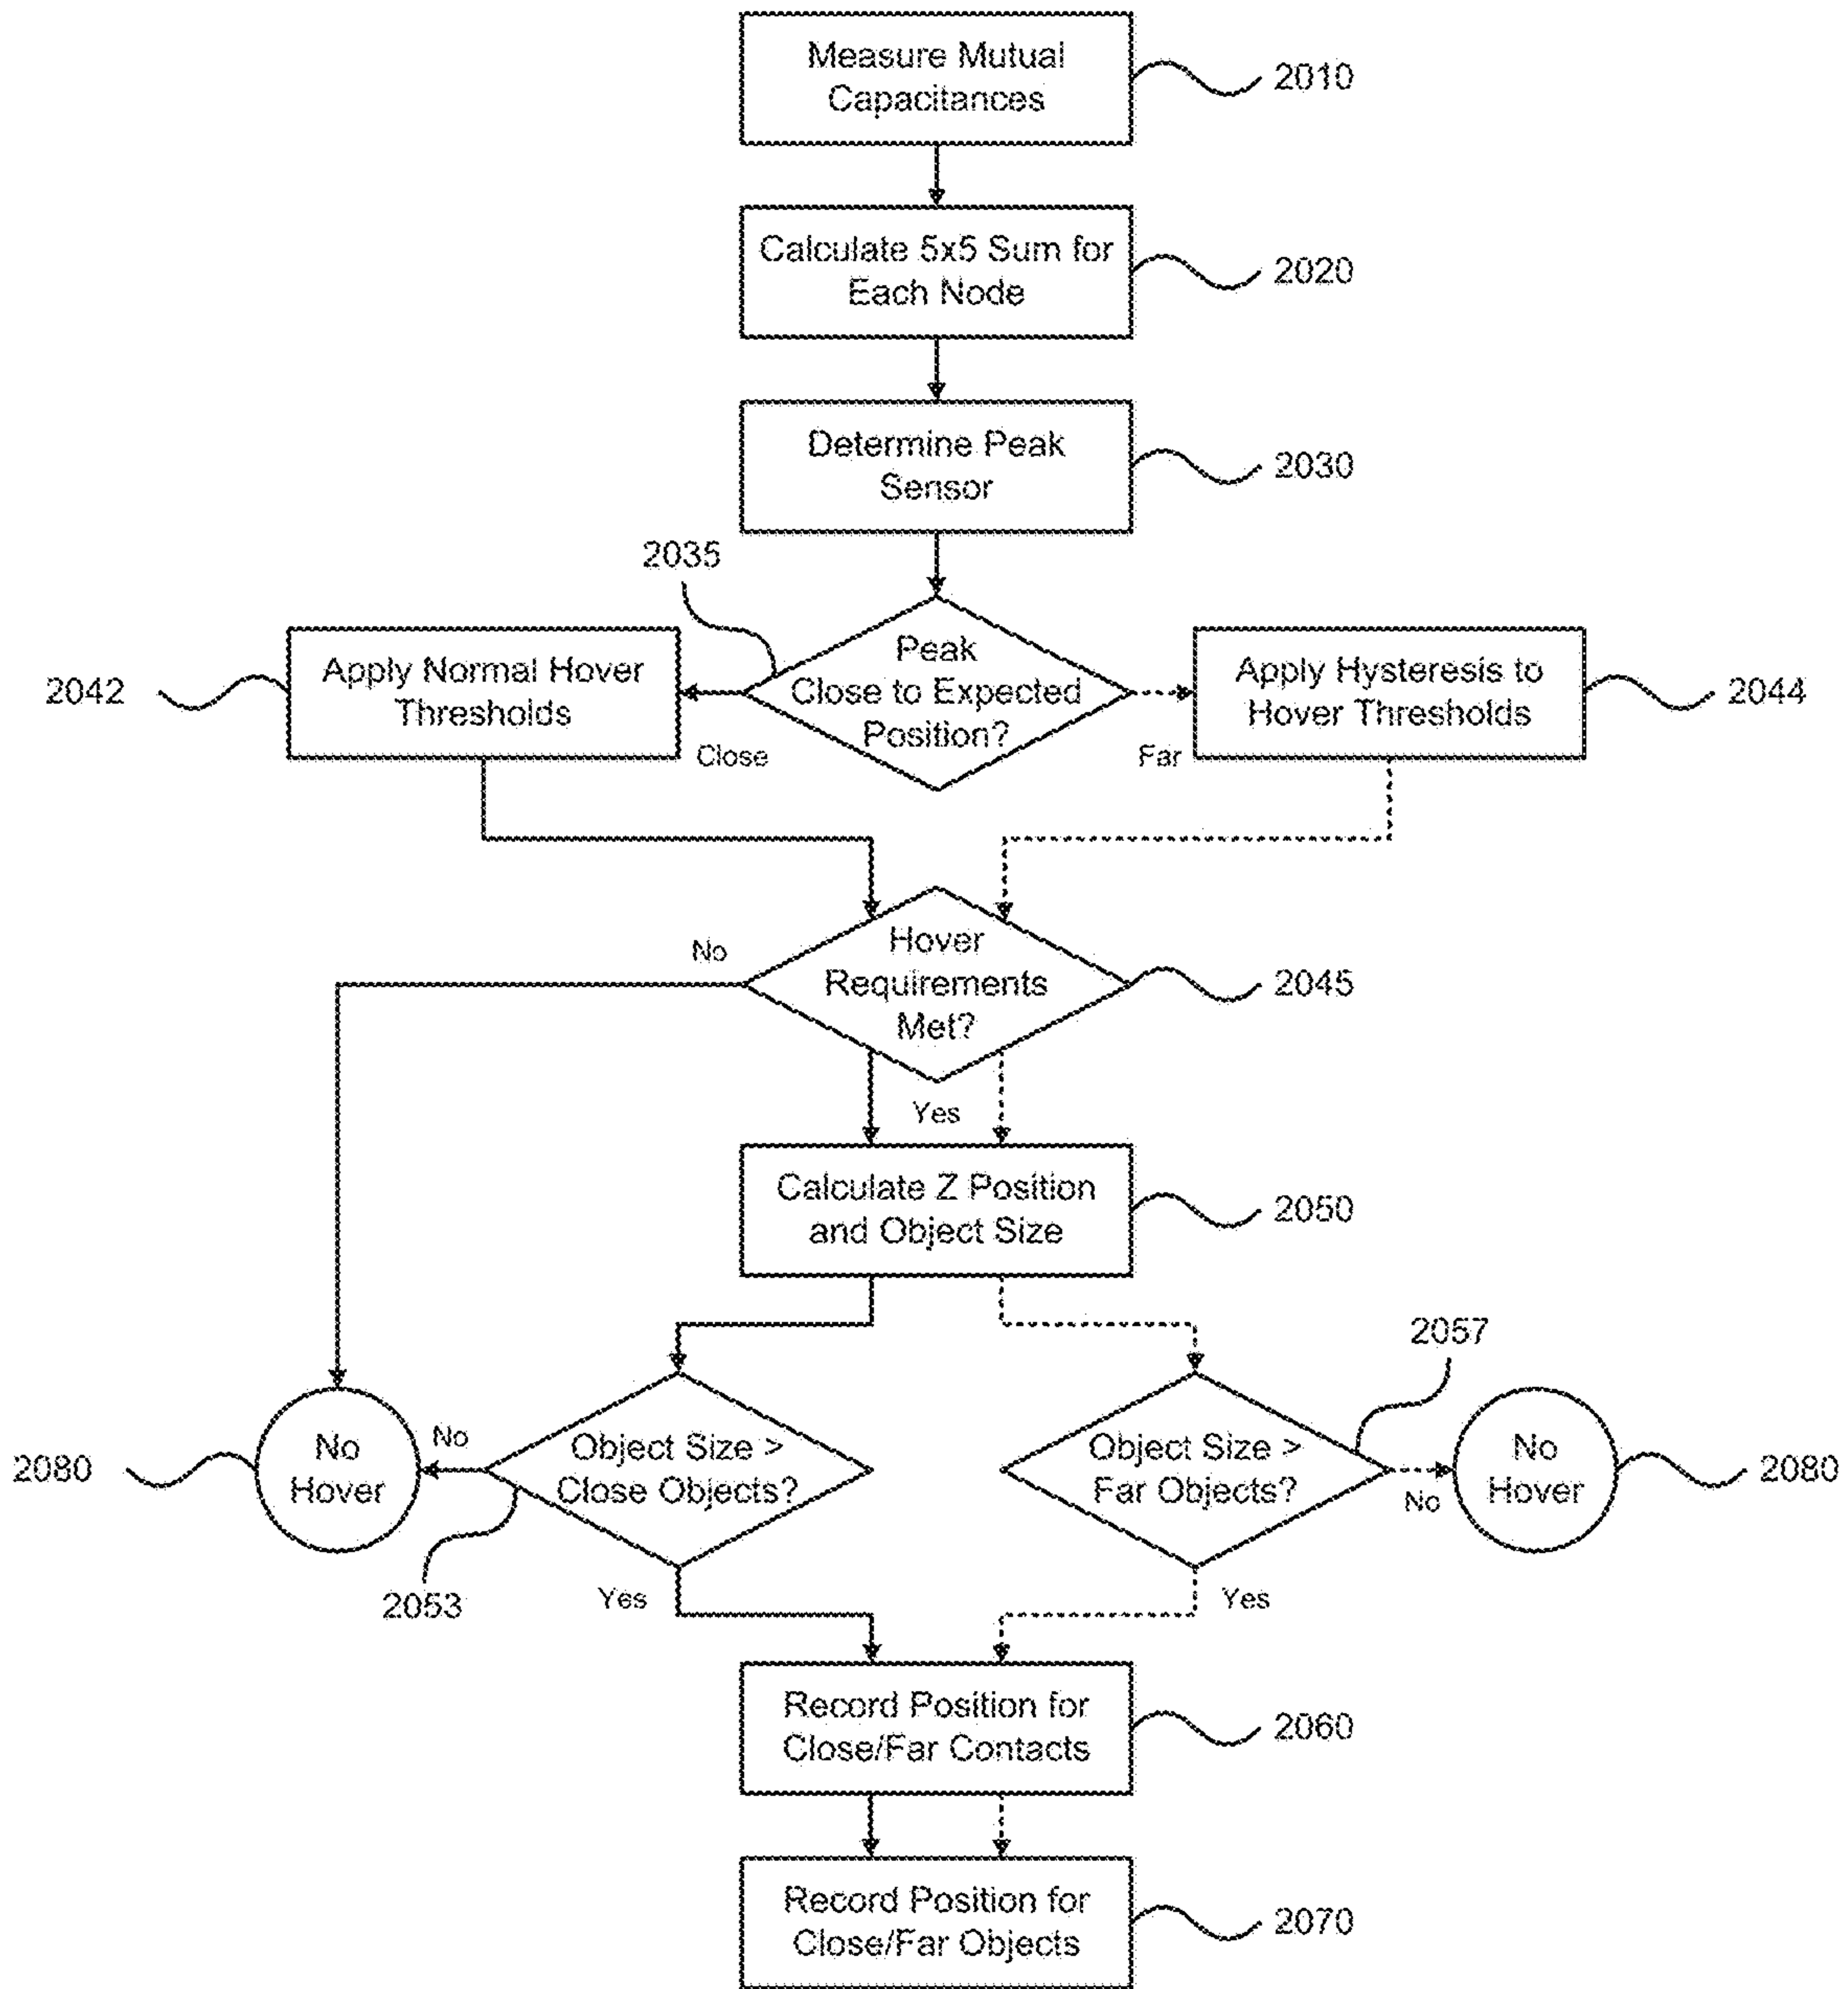 Measure Mutual
Capacitances
2010
Calculate 5x5 Sum for
Each Node
2020
Determine Peak
Sensor
2030
2035
2042
Apply Normal Hover
Thresholds
Close
Peak
Close to Expected
Position?
Far
Apply Hysteresis to
Hover Thresholds
2044
No
Hover
Requirements
Met?
2045
Yes
Calculate Z Position
and Object Size
2050
2057
2080
No
Hover
No
Object Size >
Close Objects?
2053
Yes
Object Size >
Far Objects?
No
Yes
No
Hover
2080
Record Position for
Close/Far Contacts
2060
Record Position for
Close/Far Objects
2070